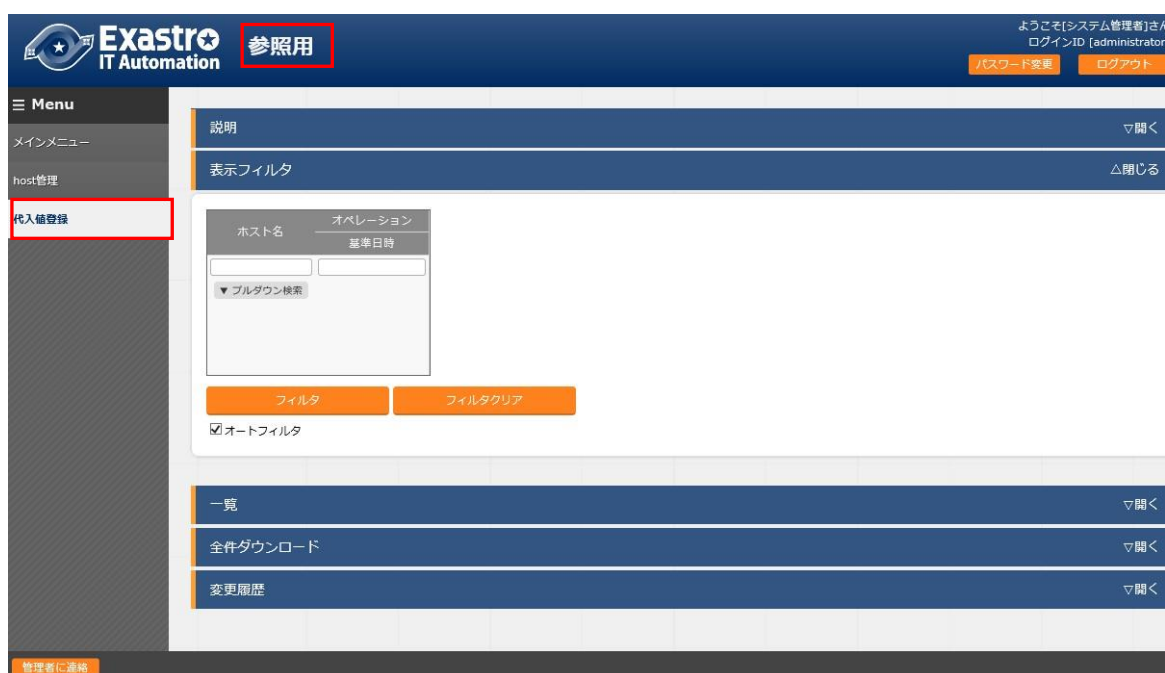 Exastro
IT Automation
参照用
ようこそ[システム管理者]さん
ログインID [administrator
パスワード変更
ログアウト
☰ Menu
メインメニュー
host管理
代入値登録
説明
▽開く
表示フィルタ
△閉じる
ホスト名
オペレーション
基準日時
▼ プルダウン検索
フィルタ
フィルタクリア
オートフィルタ
一覧
▽開く
全件ダウンロード
▽開く
変更履歴
▽開く
管理者に連絡